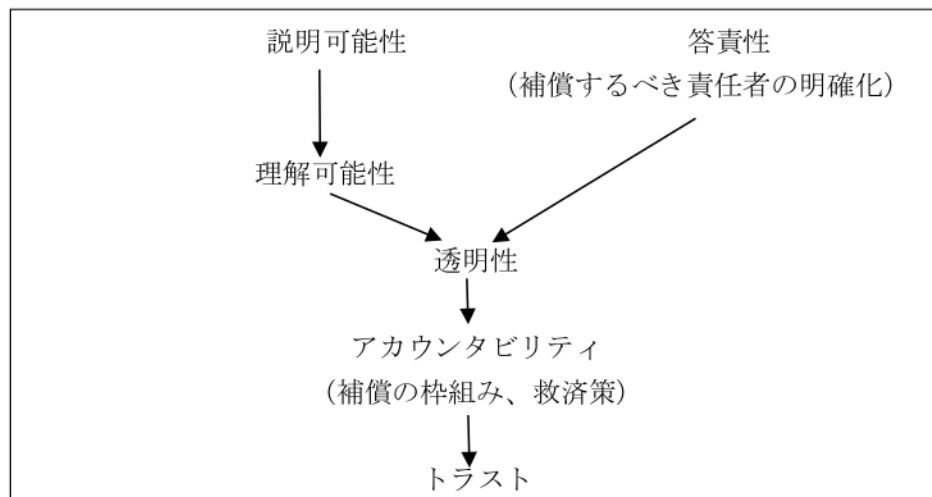 説明可能性
答責性
（補償するべき責任者の明確化）
理解可能性
透明性
アカウンタビリティ
（補償の枠組み、救済策）
トラスト